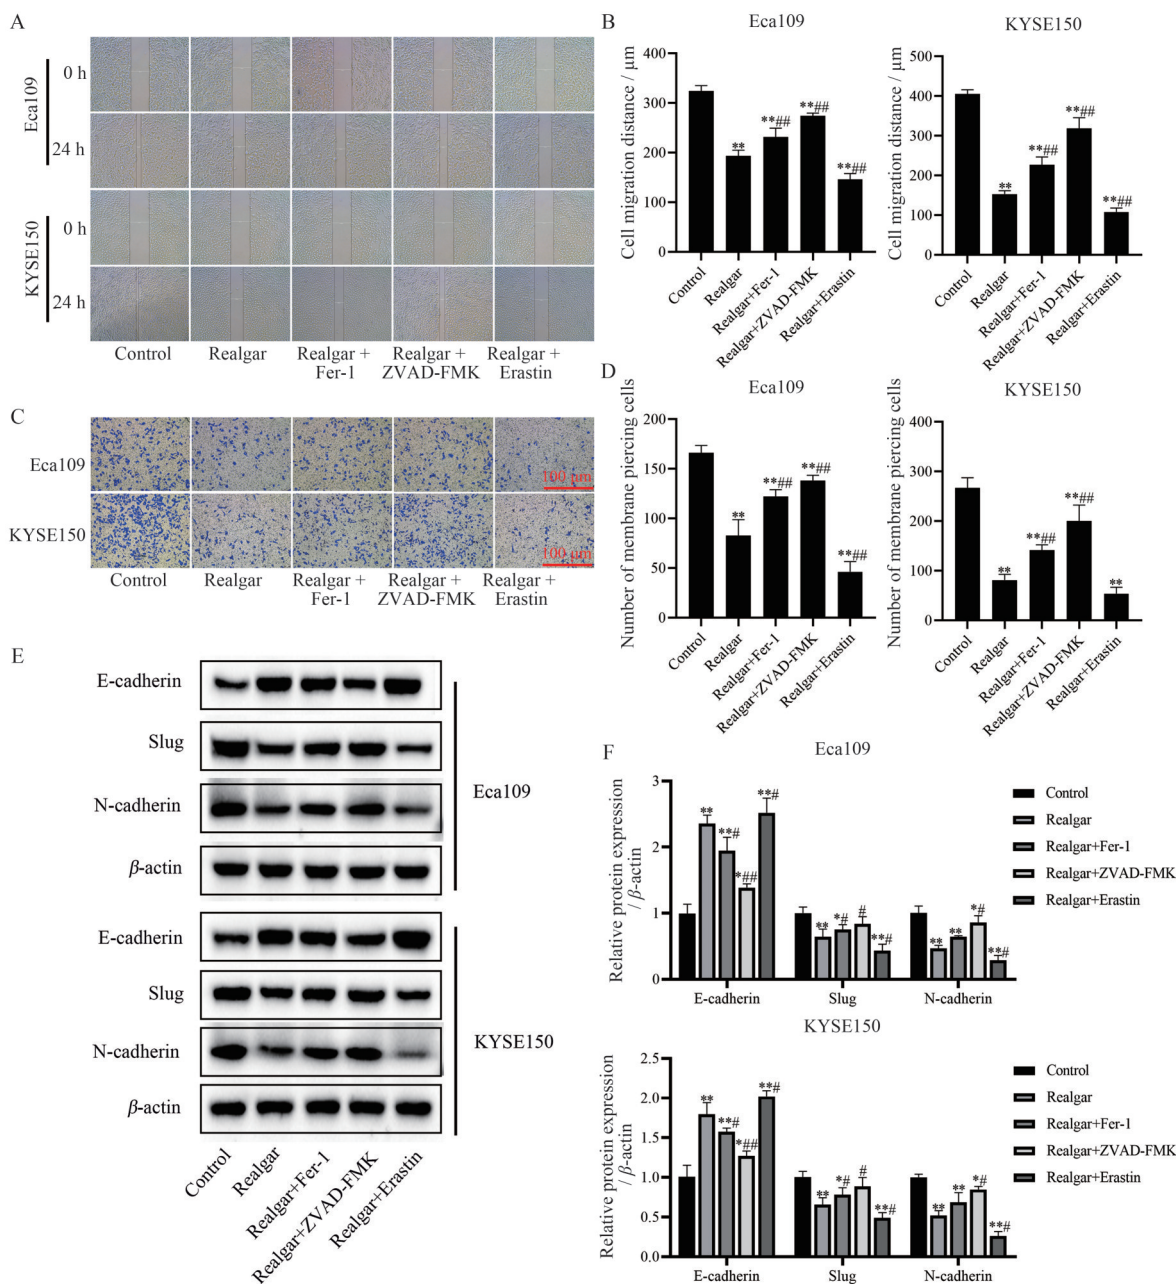 A
Eca109
0 h
24 h
KYSE150
0 h
24 h
Control
Realgar
Realgar +
Fer-1
Realgar +
ZVAD-FMK
Realgar +
Erastin
B
Eca109
Cell migration distance / μm
400
300
200
100
0
**
**##
**##
**##
Control
Realgar
Realgar+Fer-1
Realgar+ZVAD-FMK
Realgar+Erastin
KYSE150
Cell migration distance / μm
500
400
300
200
100
0
**
**##
**##
**##
Control
Realgar
Realgar+Fer-1
Realgar+ZVAD-FMK
Realgar+Erastin
C
Eca109
100 μm
KYSE150
100 μm
Control
Realgar
Realgar +
Fer-1
Realgar +
ZVAD-FMK
Realgar +
Erastin
D
Eca109
Number of membrane piercing cells
200
150
100
50
0
**
**##
**##
**##
Control
Realgar
Realgar+Fer-1
Realgar+ZVAD-FMK
Realgar+Erastin
KYSE150
Number of membrane piercing cells
400
300
200
100
0
**
**##
**##
**
Control
Realgar
Realgar+Fer-1
Realgar+ZVAD-FMK
Realgar+Erastin
E
E-cadherin
Slug
N-cadherin
β-actin
Eca109
E-cadherin
Slug
N-cadherin
β-actin
KYSE150
Control
Realgar
Realgar+Fer-1
Realgar+ZVAD-FMK
Realgar+Erastin
F
Eca109
Relative protein expression
/ β-actin
3
2
1
0
**
**#
*##
**#
**
*#
#
**#
**
**
*#
**#
E-cadherin
Slug
N-cadherin
Control
Realgar
Realgar+Fer-1
Realgar+ZVAD-FMK
Realgar+Erastin
KYSE150
Relative protein expression
/ β-actin
2.5
2.0
1.5
1.0
0.5
0.0
**
**#
*##
**#
**
*#
#
**#
**
**
*#
**#
E-cadherin
Slug
N-cadherin
Control
Realgar
Realgar+Fer-1
Realgar+ZVAD-FMK
Realgar+Erastin